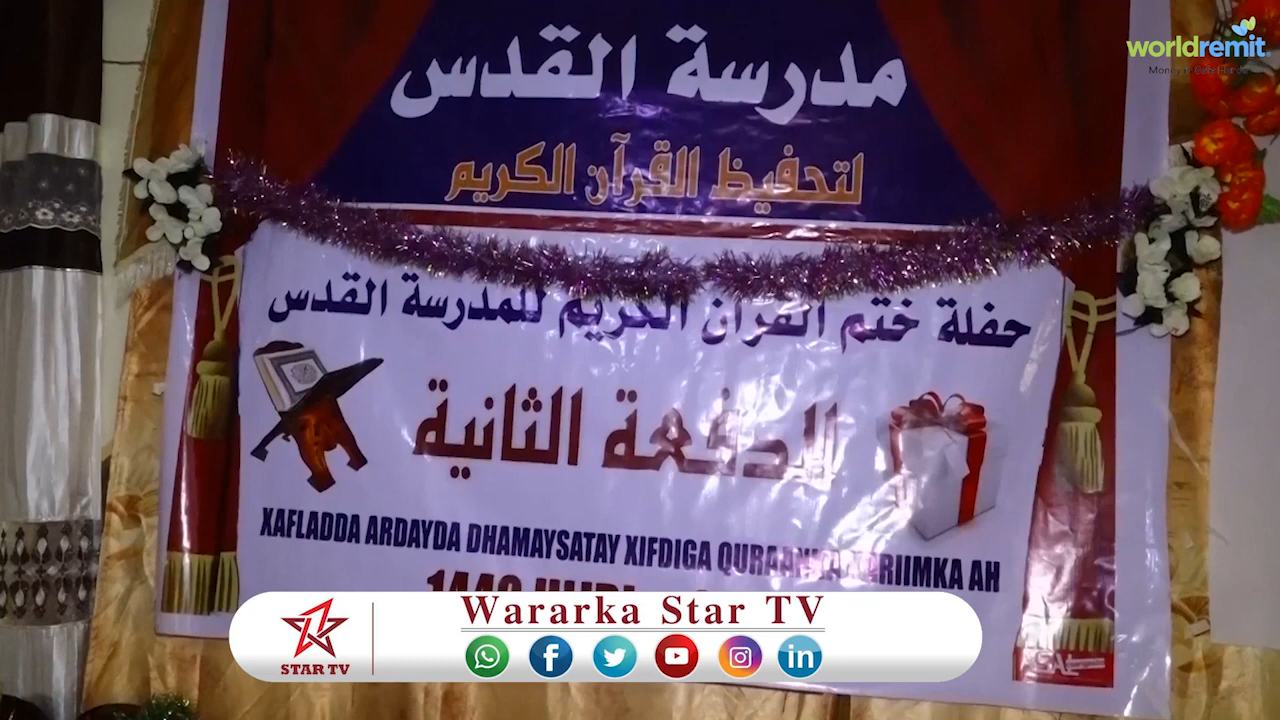 worldremit
مدرسة القدس
لتحفيظ القرآن الكريم
حفلة ختم القرآن الكريم للمدرسة القدس
الدفعة الثانية
XAFLADDA ARDAYDA DHAMAYSATAY XIFDIGA AH
Wararka Star TV
STAR TV